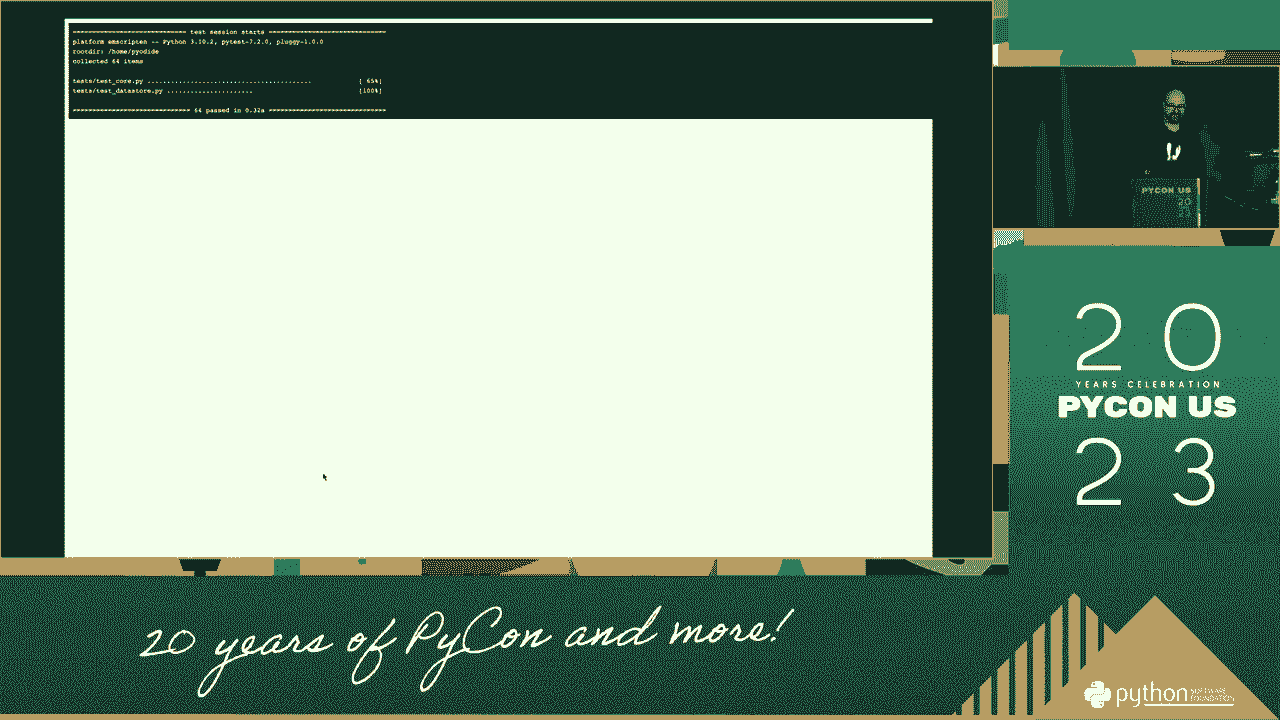 ============================= test session starts =============================
platform emscripten -- Python 3.10.2, pytest-7.2.0, pluggy-1.0.0
rootdir: /home/pyodide
collected 64 items
tests/test_core.py .......................................... [ 65%]
tests/test_datastore.py ...................... [100%]
============================= 64 passed in 0.32s ==============================
PYCON US
20
23
20
YEARS CELEBRATION
PYCON US
23
20 years of PyCon and more!
python SOFTWARE FOUNDATION